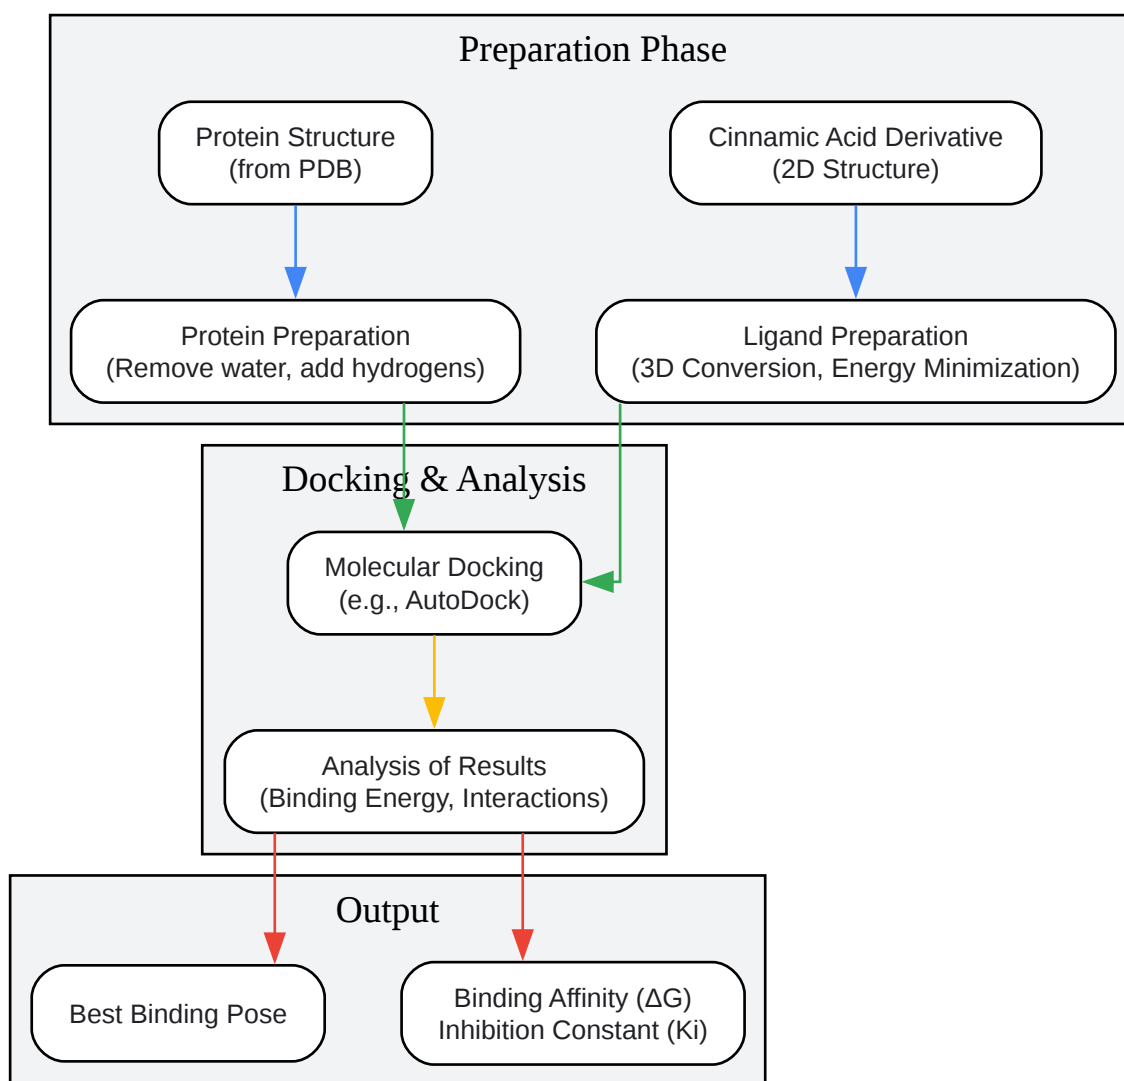 Preparation Phase
Protein Structure
(from PDB)
Cinnamic Acid Derivative
(2D Structure)
Protein Preparation
(Remove water, add hydrogens)
Ligand Preparation
(3D Conversion, Energy Minimization)
Docking & Analysis
Molecular Docking
(e.g., AutoDock)
Analysis of Results
(Binding Energy, Interactions)
Output
Best Binding Pose
Binding Affinity (ΔG)
Inhibition Constant (Ki)